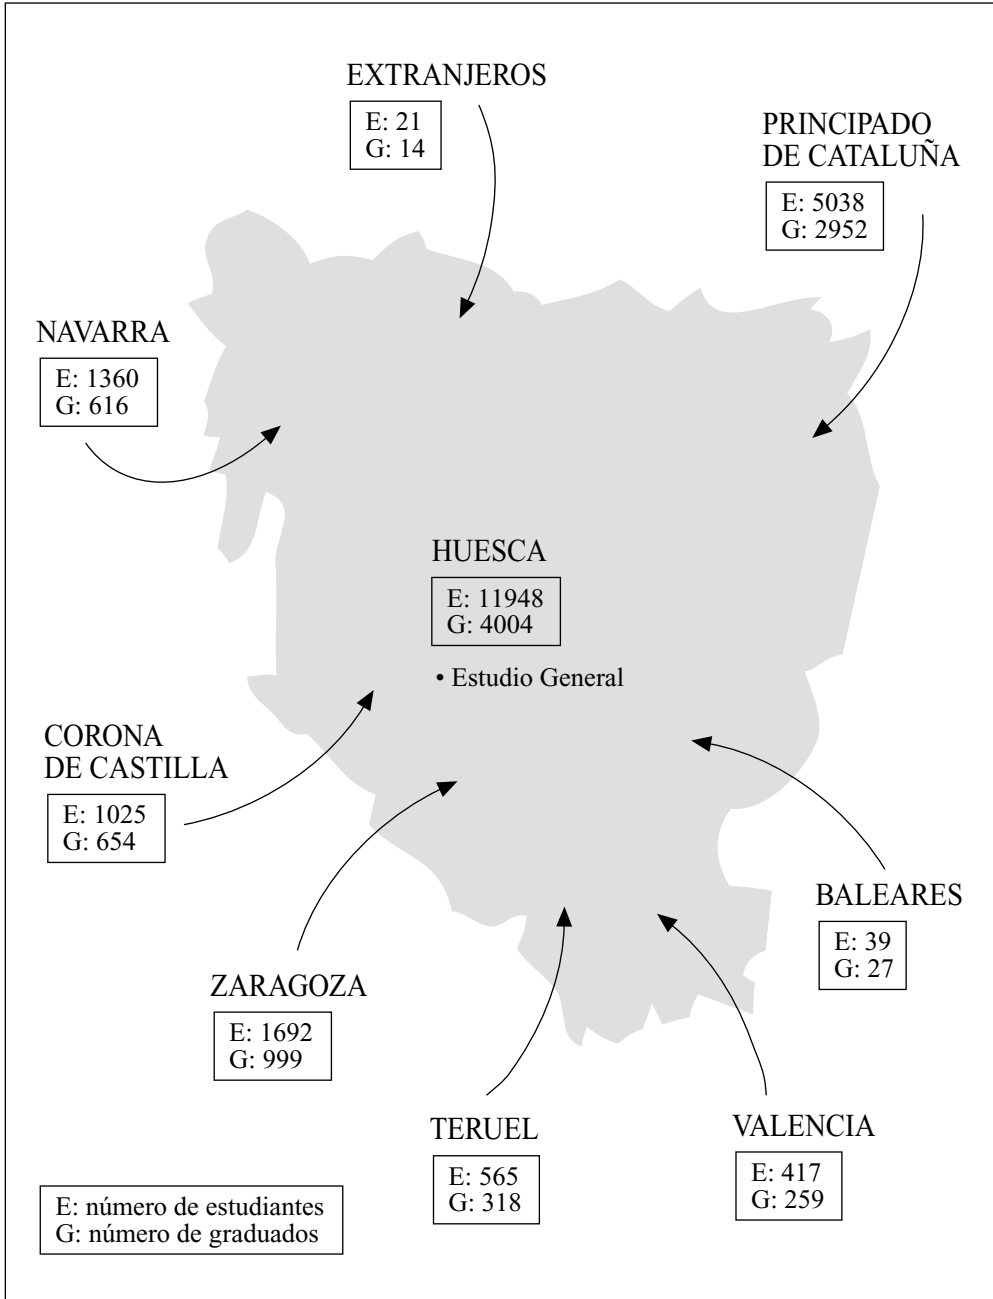 EXTRANJEROS
E: 21
G: 14
PRINCIPADO
DE CATALUÑA
E: 5038
G: 2952
NAVARRA
E: 1360
G: 616
HUESCA
E: 11948
G: 4004
• Estudio General
CORONA
DE CASTILLA
E: 1025
G: 654
BALEARES
E: 39
G: 27
ZARAGOZA
E: 1692
G: 999
TERUEL
E: 565
G: 318
VALENCIA
E: 417
G: 259
E: número de estudiantes
G: número de graduados